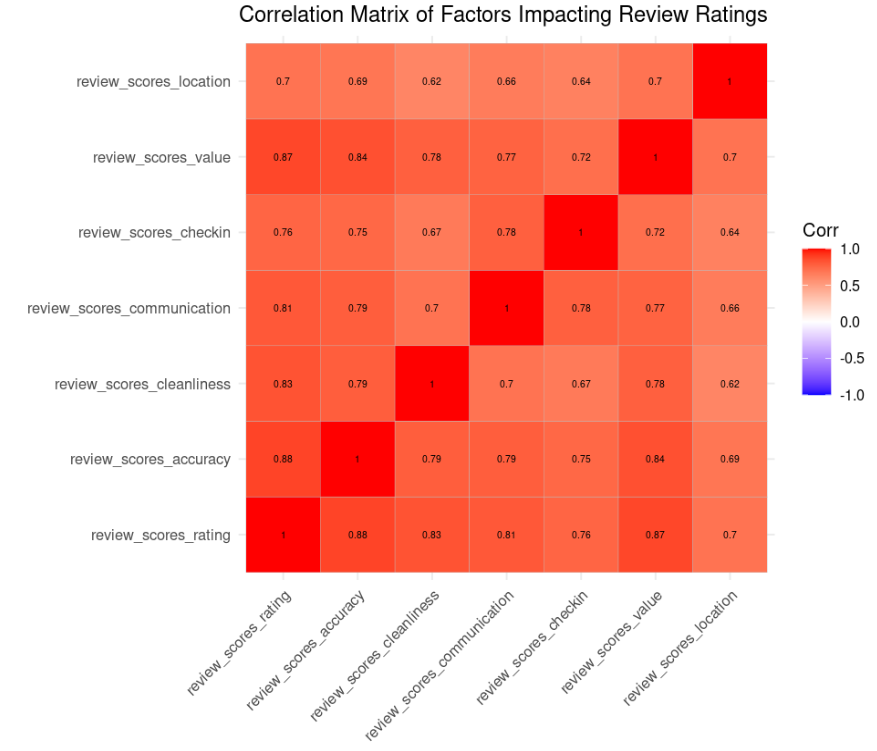 Correlation Matrix of Factors Impacting Review Ratings
review_scores_location 0.7 0.69 0.62 0.66 0.64 0.7 1
review_scores_value 0.87 0.84 0.78 0.77 0.72 1 0.7
review_scores_checkin 0.76 0.75 0.67 0.78 1 0.72 0.64
review_scores_communication 0.81 0.79 0.7 1 0.78 0.77 0.66
review_scores_cleanliness 0.83 0.79 1 0.7 0.67 0.78 0.62
review_scores_accuracy 0.88 1 0.79 0.79 0.75 0.84 0.69
review_scores_rating 1 0.88 0.83 0.81 0.76 0.87 0.7
review_scores_rating
review_scores_accuracy
review_scores_cleanliness
review_scores_communication
review_scores_checkin
review_scores_value
review_scores_location
Corr
1.0
0.5
0.0
-0.5
-1.0